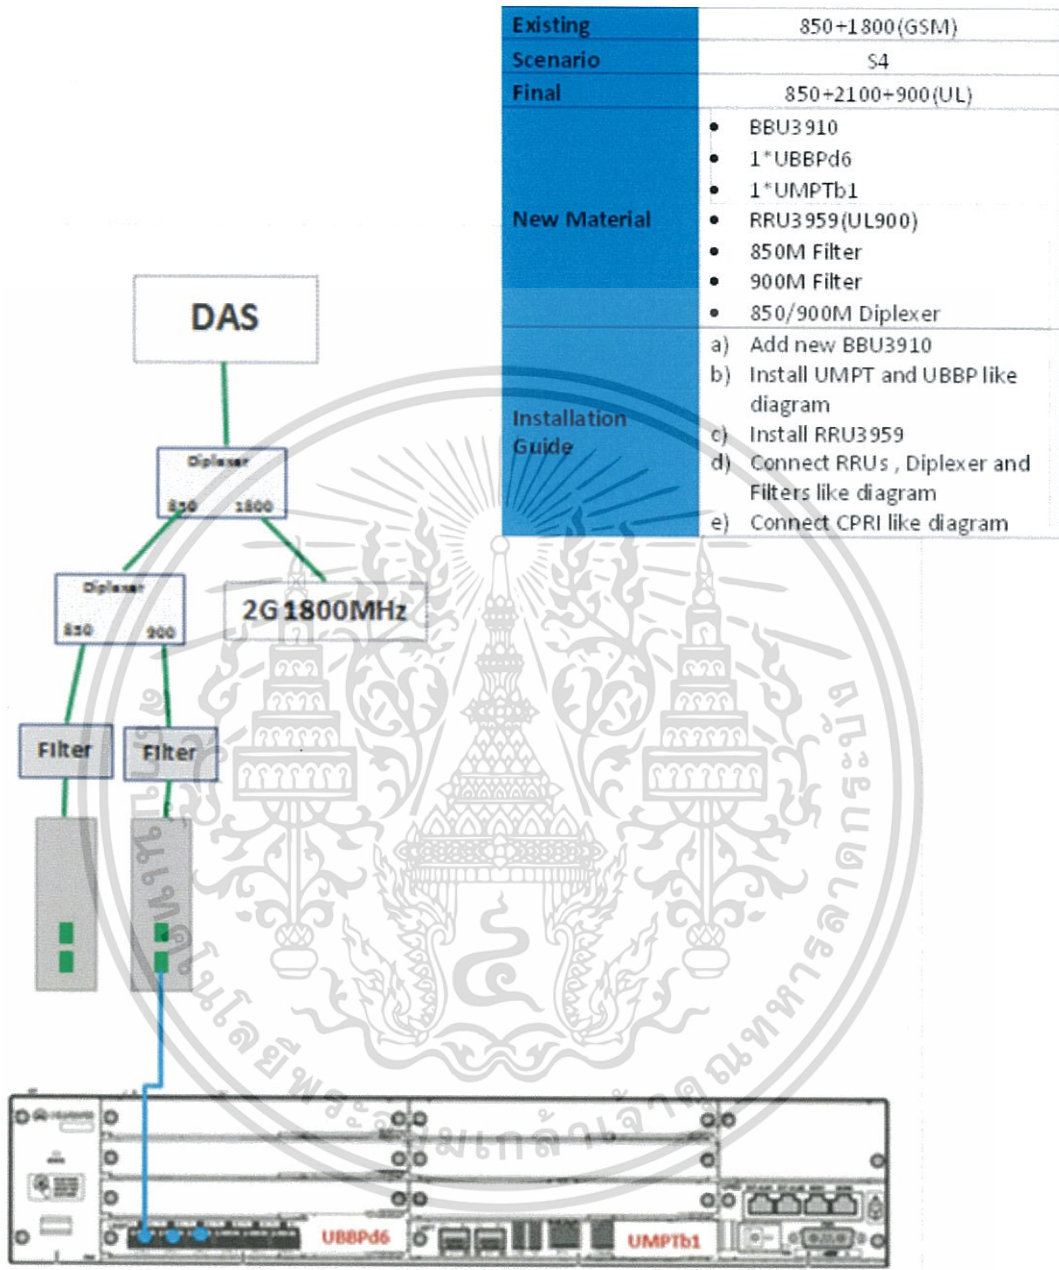 Existing 850+1800(GSM)
Scenario S4
Final 850+2100+900(UL)
New Material
• BBU3910
• 1*UBBPd6
• 1*UMPTb1
• RRU3959(UL900)
• 850M Filter
• 900M Filter
• 850/900M Diplexer
Installation Guide
a) Add new BBU3910
b) Install UMPT and UBBP like
diagram
c) Install RRU3959
d) Connect RRUs , Diplexer and
Filters like diagram
e) Connect CPRI like diagram
DAS
Diplexer
850 1800
Diplexer
850 900
2G 1800MHz
Filter
Filter
UBBPd6
UMPTb1